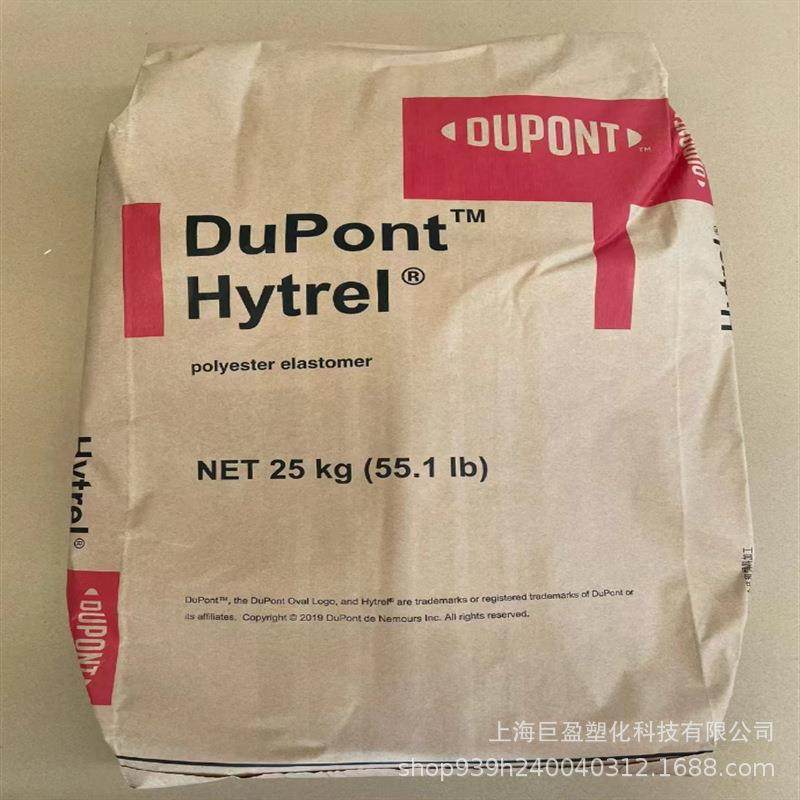 DUPONT™
DUPONT
DuPont™
Hytrel®
polyester elastomer
NET 25 kg (55.1 lb)
Hytrel®
DUPONT
DuPont™, the DuPont Oval Logo, and Hytrel® are trademarks or registered trademarks of DuPont or
its affiliates. Copyright © 2019 DuPont de Nemours Inc. All rights reserved.
上海巨盈塑化科技有限公司
shop939h240040312.1688.com